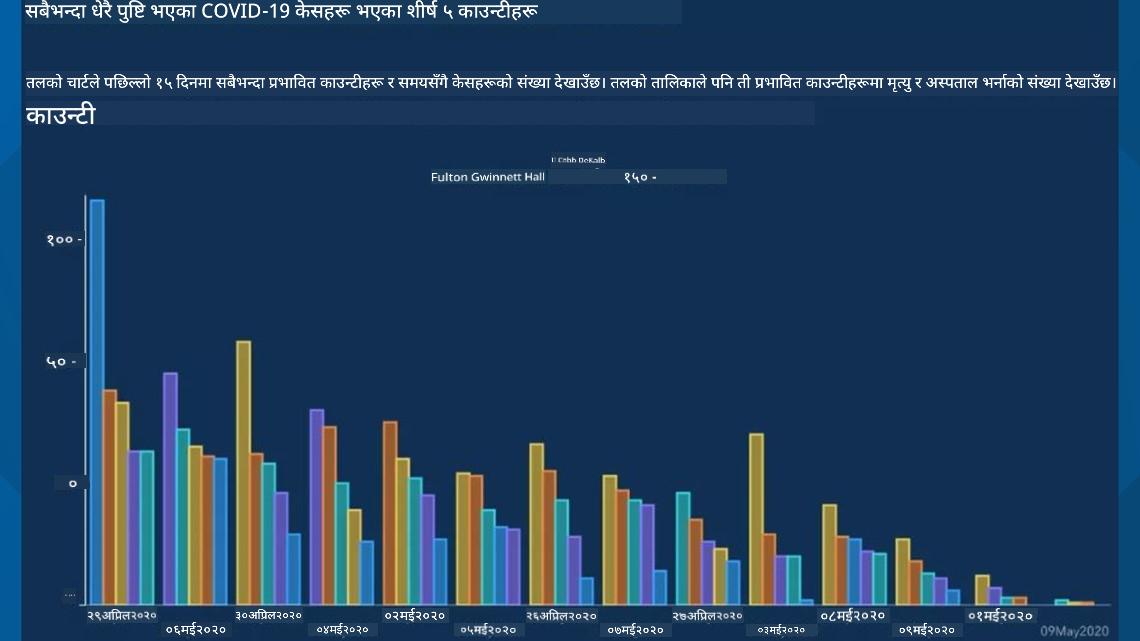 सबैभन्दा धेरै पुष्टि भएका COVID-19 केसहरू भएका शीर्ष ५ काउन्टीहरू
तलको चार्टले पछिल्लो १५ दिनमा सबैभन्दा प्रभावित काउन्टीहरू र समयसँगै केसहरूको संख्या देखाउँछ। तलको तालिकाले पनि ती प्रभावित काउन्टीहरूमा मृत्यु र अस्पताल भर्नाको संख्या देखाउँछ।
काउन्टी
Cobb DeKalb
Fulton Gwinnett Hall १५० -
१०० -
५० -
०
२९अप्रिल२०२० ३०अप्रिल२०२० ०२मई२०२० २६अप्रिल२०२० २७अप्रिल२०२० ०८मई२०२० ०१मई२०२०
०६मई२०२० ०४मई२०२० ०५मई२०२० ०७मई२०२० ०३मई२०२० ०९मई२०२० 09May2020